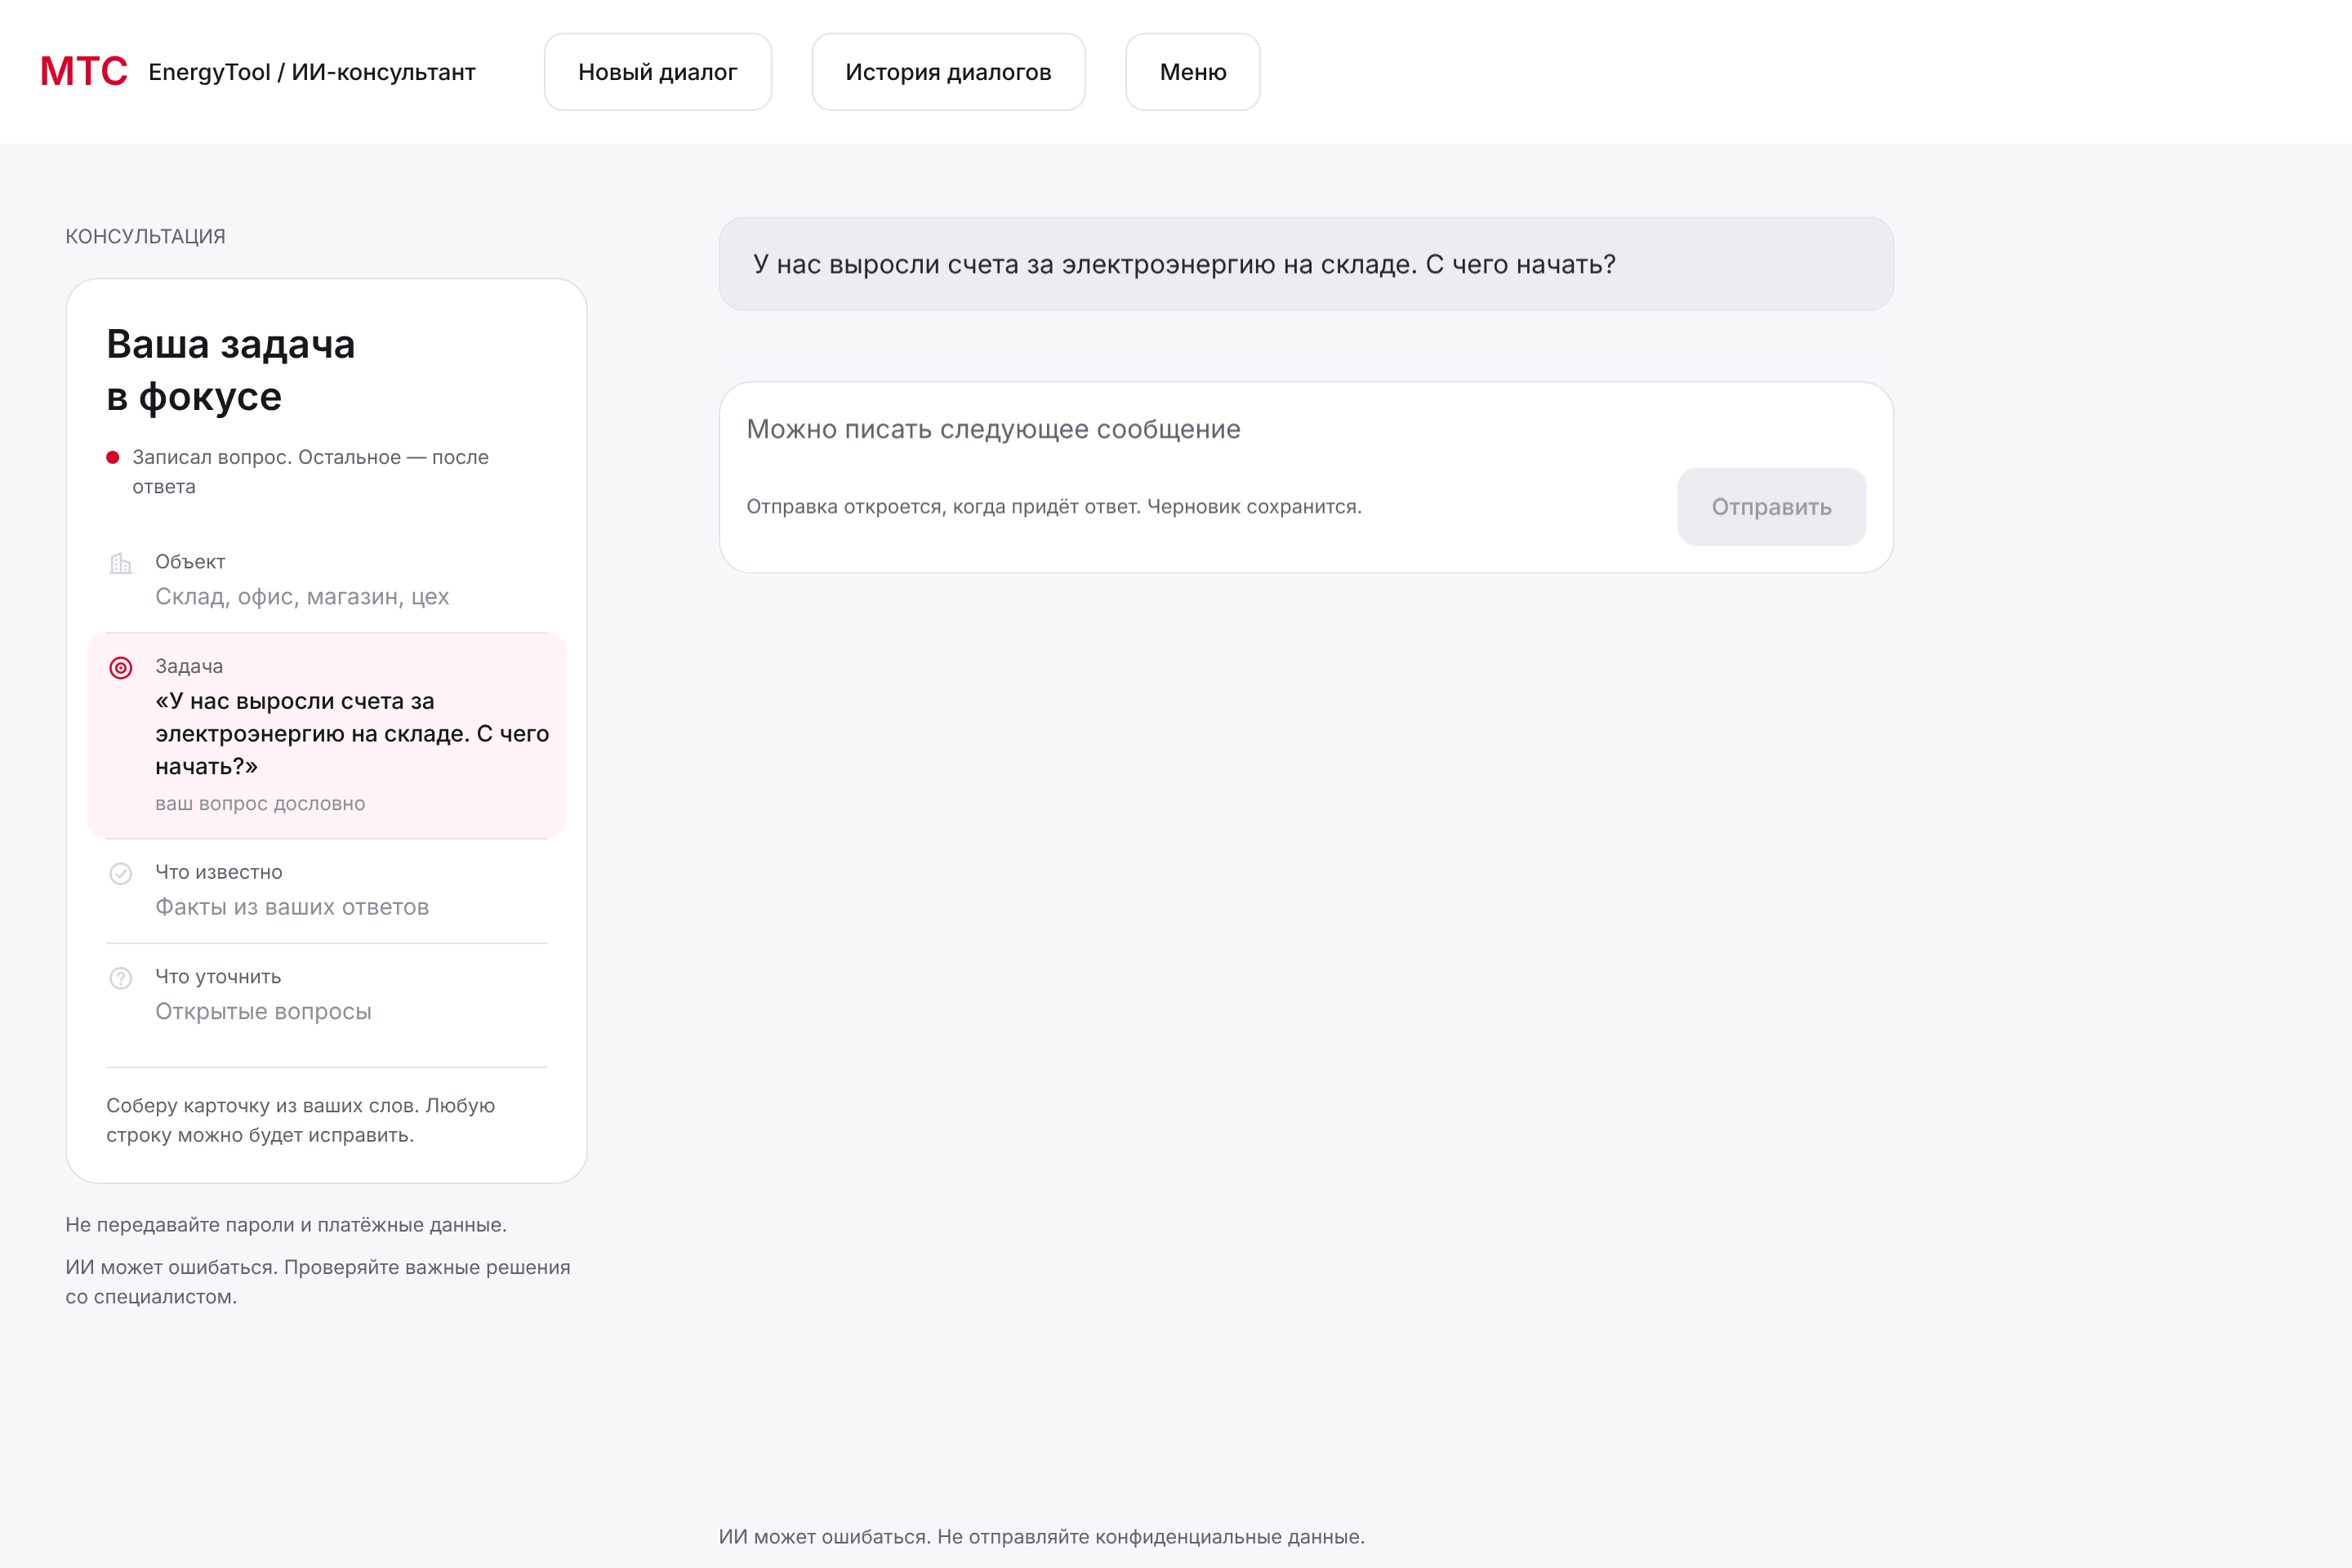 МТС EnergyTool / ИИ-консультант
Новый диалог
История диалогов
Меню
КОНСУЛЬТАЦИЯ
Ваша задача
в фокусе
Записал вопрос. Остальное — после
ответа
Объект
Склад, офис, магазин, цех
Задача
«У нас выросли счета за
электроэнергию на складе. С чего
начать?»
ваш вопрос дословно
Что известно
Факты из ваших ответов
Что уточнить
Открытые вопросы
Соберу карточку из ваших слов. Любую
строку можно будет исправить.
Не передавайте пароли и платёжные данные.
ИИ может ошибаться. Проверяйте важные решения
со специалистом.
У нас выросли счета за электроэнергию на складе. С чего начать?
Можно писать следующее сообщение
Отправка откроется, когда придёт ответ. Черновик сохранится.
Отправить
ИИ может ошибаться. Не отправляйте конфиденциальные данные.